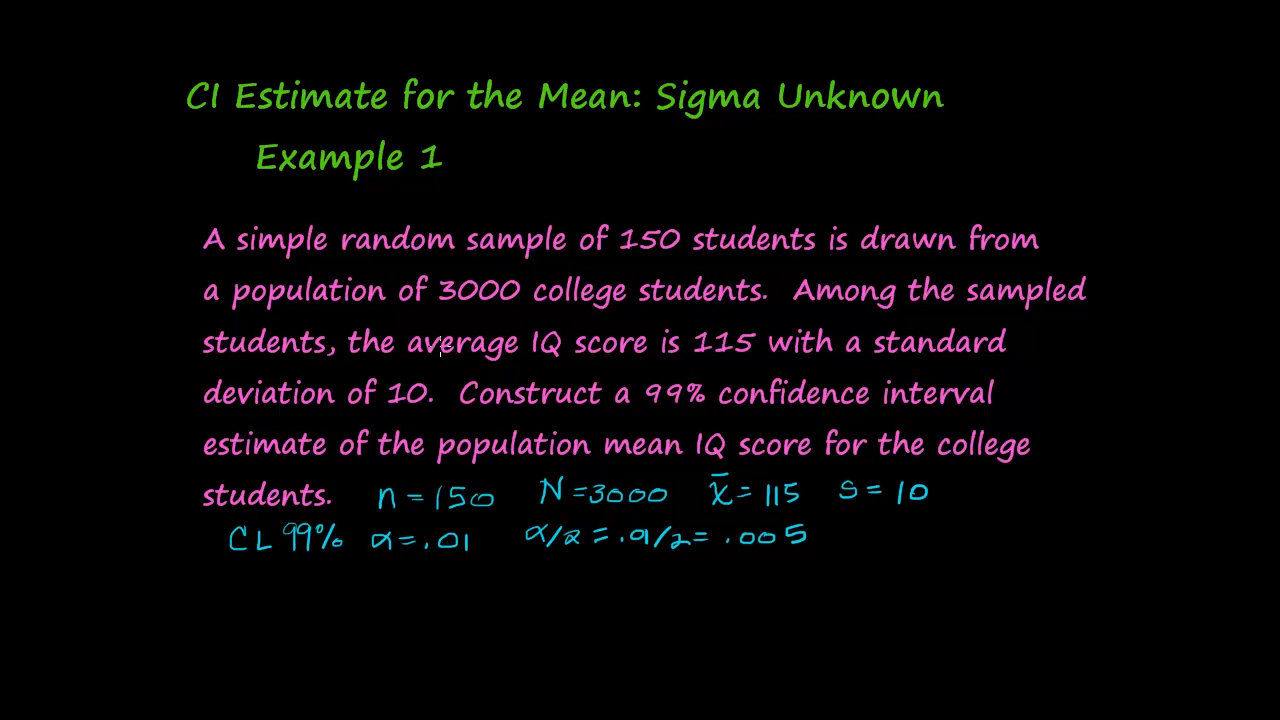 CI Estimate for the Mean: Sigma Unknown
Example 1
A simple random sample of 150 students is drawn from
a population of 3000 college students. Among the sampled
students, the average IQ score is 115 with a standard
deviation of 10. Construct a 99% confidence interval
estimate of the population mean IQ score for the college
students. n = 150 N = 3000 x̄ = 115 S = 10
CL 99% α = .01 α/2 = .01/2 = .005